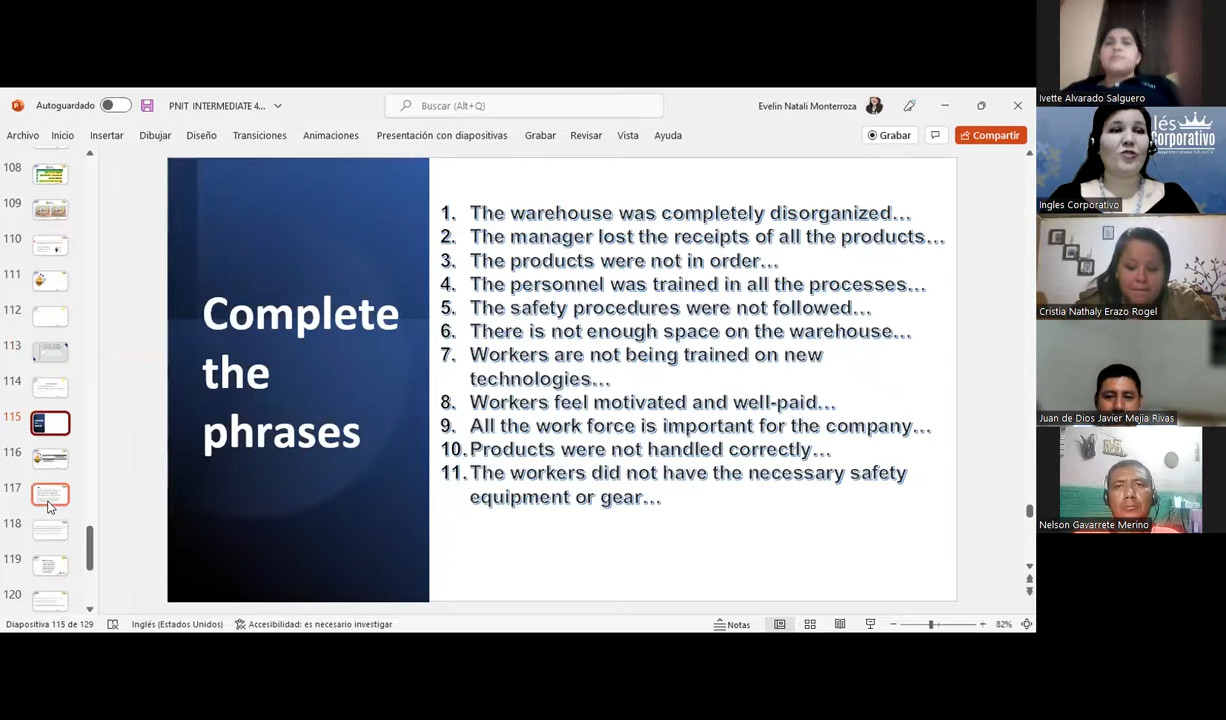 Autoguardado
PNIT INTERMEDIATE 4...
Buscar (Alt+Q)
Evelin Natali Monterroza
Archivo Inicio Insertar Dibujar Diseño Transiciones Animaciones Presentación con diapositivas Grabar Revisar Vista Ayuda
Grabar
Compartir
108
109
110
111
112
113
114
115
116
117
118
119
120
Complete
the
phrases
1. The warehouse was completely disorganized...
2. The manager lost the receipts of all the products...
3. The products were not in order...
4. The personnel was trained in all the processes...
5. The safety procedures were not followed...
6. There is not enough space on the warehouse...
7. Workers are not being trained on new
technologies...
8. Workers feel motivated and well-paid...
9. All the work force is important for the company...
10. Products were not handled correctly...
11. The workers did not have the necessary safety
equipment or gear...
Diapositiva 115 de 129
Inglés (Estados Unidos)
Accesibilidad: es necesario investigar
Notas
82%
Ivette Alvarado Salguero
lés
Corporativo
Ingles Corporativo
Cristia Nathaly Erazo Rogel
Juan de Dios Javier Mejia Rivas
Nelson Gavarrete Merino